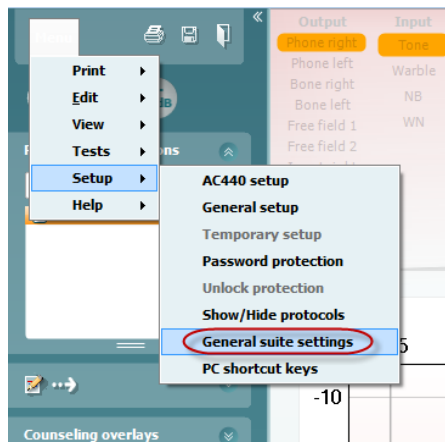 Output Input
Phone right Tone
Phone left Warble
Bone right NB
Bone left WN
Free field 1
Free field 2
Print
Edit
View
Tests
Setup
Help
dB
ons
AC440 setup
General setup
Temporary setup
Password protection
Unlock protection
Show/Hide protocols
General suite settings
PC shortcut keys
5
-10
Counseling overlays